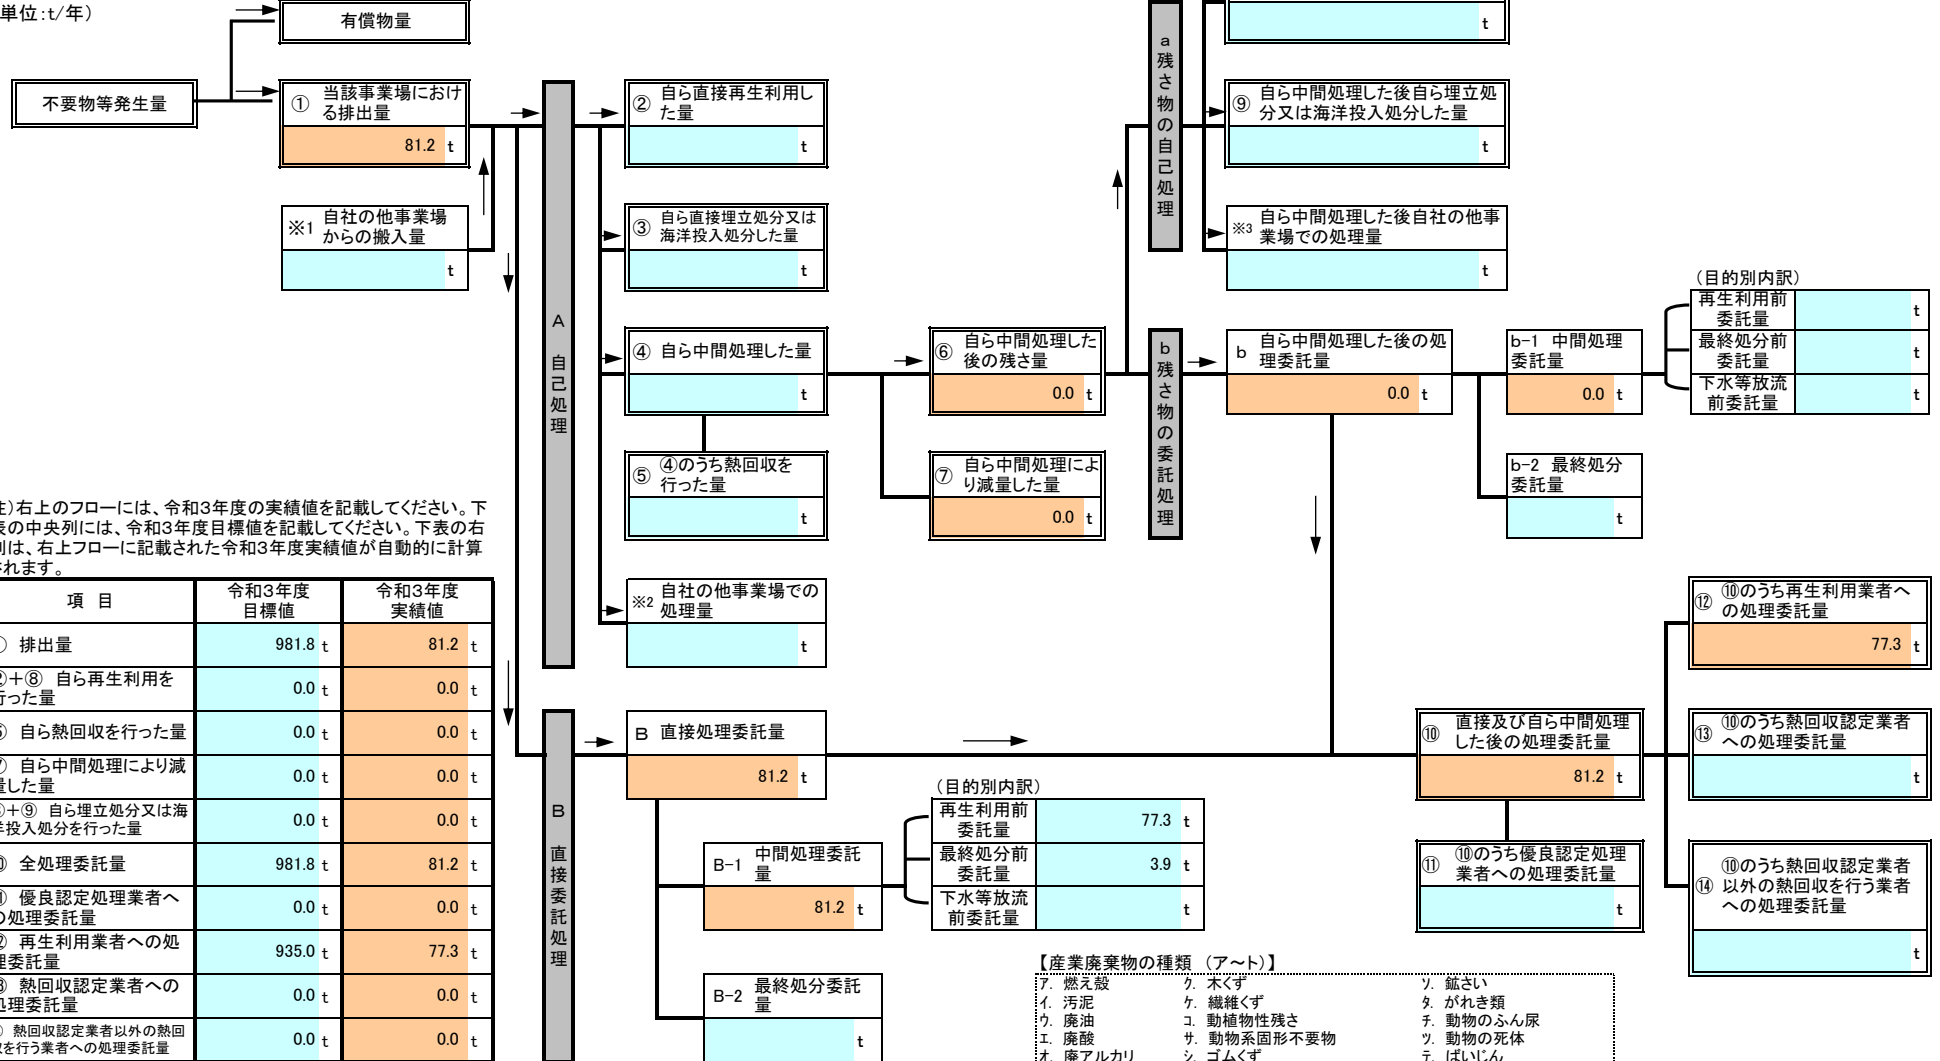 単位:t/年）
有償物量
不要物等発生量
① 当該事業場におけ
る排出量
81.2 t
※1 自社の他事業場
からの搬入量
t
A 自己処理
② 自ら直接再生利用し
た量
t
③ 自ら直接埋立処分又は
海洋投入処分した量
t
④ 自ら中間処理した量
t
⑤ ④のうち熱回収を
行った量
t
※2 自社の他事業場での
処理量
t
⑥ 自ら中間処理した
後の残さ量
0.0 t
⑦ 自ら中間処理によ
り減量した量
0.0 t
a 残さ物の自己処理
t
⑨ 自ら中間処理した後自ら埋立処
分又は海洋投入処分した量
t
※3 自ら中間処理した後自社の他事
業場での処理量
t
b 残さ物の委託処理
b 自ら中間処理した後の処
理委託量
0.0 t
b-1 中間処理
委託量
0.0 t
b-2 最終処分
委託量
t
（目的別内訳）
再生利用前
委託量
t
最終処分前
委託量
t
下水等放流
前委託量
t
注)右上のフローには、令和3年度の実績値を記載してください。下
表の中央列には、令和3年度目標値を記載してください。下表の右
列は、右上フローに記載された令和3年度実績値が自動的に計算
されます。
項 目 令和3年度 目標値 令和3年度 実績値
① 排出量 981.8 t 81.2 t
②+⑧ 自ら再生利用を
行った量 0.0 t 0.0 t
⑤ 自ら熱回収を行った量 0.0 t 0.0 t
⑦ 自ら中間処理により減
量した量 0.0 t 0.0 t
③+⑨ 自ら埋立処分又は海
洋投入処分を行った量 0.0 t 0.0 t
⑩ 全処理委託量 981.8 t 81.2 t
⑪ 優良認定処理業者へ
の処理委託量 0.0 t 0.0 t
⑫ 再生利用業者への処
理委託量 935.0 t 77.3 t
⑬ 熱回収認定業者への
処理委託量 0.0 t 0.0 t
⑭ 熱回収認定業者以外の熱回
収を行う業者への処理委託量 0.0 t 0.0 t
B 直接委託処理
B 直接処理委託量
81.2 t
B-1 中間処理委託
量
81.2 t
B-2 最終処分委託
量
t
（目的別内訳）
再生利用前
委託量
77.3 t
最終処分前
委託量
3.9 t
下水等放流
前委託量
t
⑩ 直接及び自ら中間処理
した後の処理委託量
81.2 t
⑪ ⑩のうち優良認定処理
業者への処理委託量
t
⑫ ⑩のうち再生利用業者へ
の処理委託量
77.3 t
⑬ ⑩のうち熱回収認定業者
への処理委託量
t
⑭ ⑩のうち熱回収認定業者
以外の熱回収を行う業者
への処理委託量
t
【産業廃棄物の種類 （ア～ト）】
ア. 燃え殻 ク. 木くず ソ. 鉱さい
イ. 汚泥 ケ. 繊維くず タ. がれき類
ウ. 廃油 コ. 動植物性残さ チ. 動物のふん尿
エ. 廃酸 サ. 動物系固形不要物 ツ. 動物の死体
オ. 廃アルカリ シ. ゴムくず テ. ばいじん